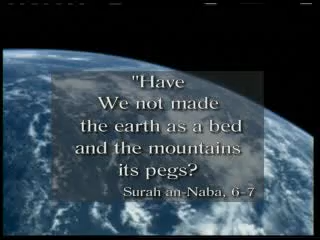 "Have
We not made
the earth as a bed
and the mountains
its pegs?
Surah an-Naba, 6-7